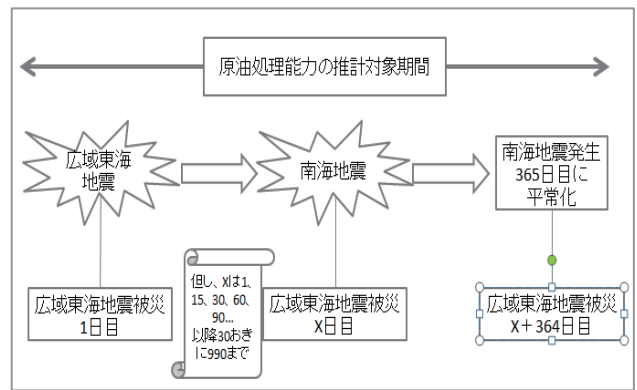 原油処理能力の推計対象期間
広域東海
地震
南海地震
南海地震発生
365日目に
平常化
広域東海地震被災
1日目
但し、Xは1、
15、30、60、
90...
以降30おき
に990まで
広域東海地震被災
X日目
広域東海地震被災
X＋364日目